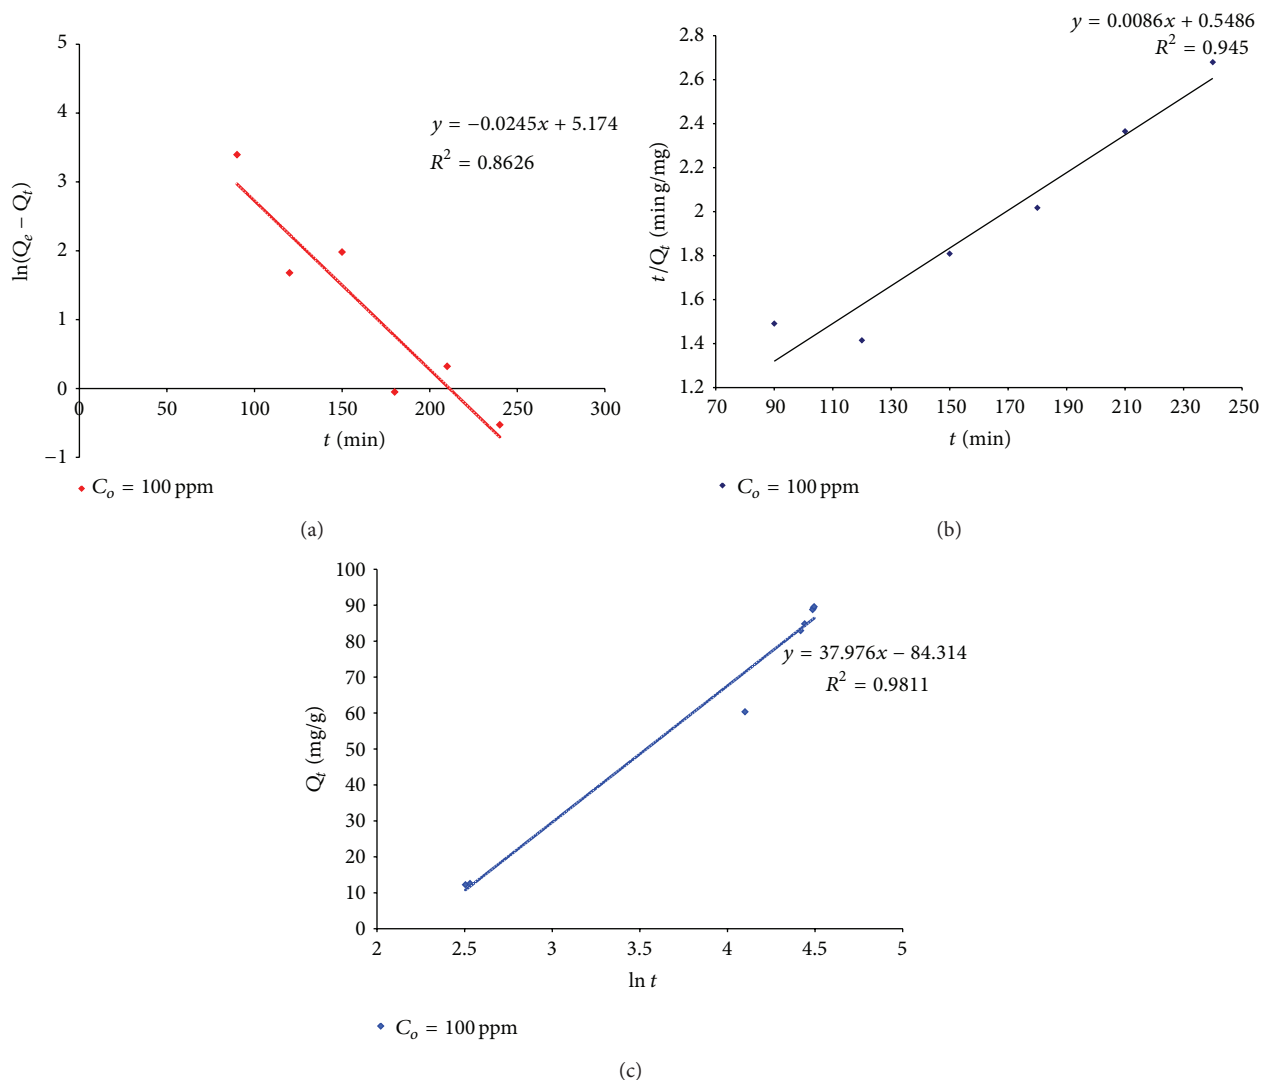 5
4
3
2
1
0
−1
0
50
100
150
200
250
300
ln(Qₑ − Qₜ)
t (min)
y = −0.0245x + 5.174
R² = 0.8626
Cₒ = 100 ppm
(a)
2.8
2.6
2.4
2.2
2
1.8
1.6
1.4
1.2
70
90
110
130
150
170
190
210
230
250
t/Qₜ (min g/mg)
t (min)
y = 0.0086x + 0.5486
R² = 0.945
Cₒ = 100 ppm
(b)
100
90
80
70
60
50
40
30
20
10
0
2
2.5
3
3.5
4
4.5
5
Qₜ (mg/g)
ln t
y = 37.976x − 84.314
R² = 0.9811
Cₒ = 100 ppm
(c)